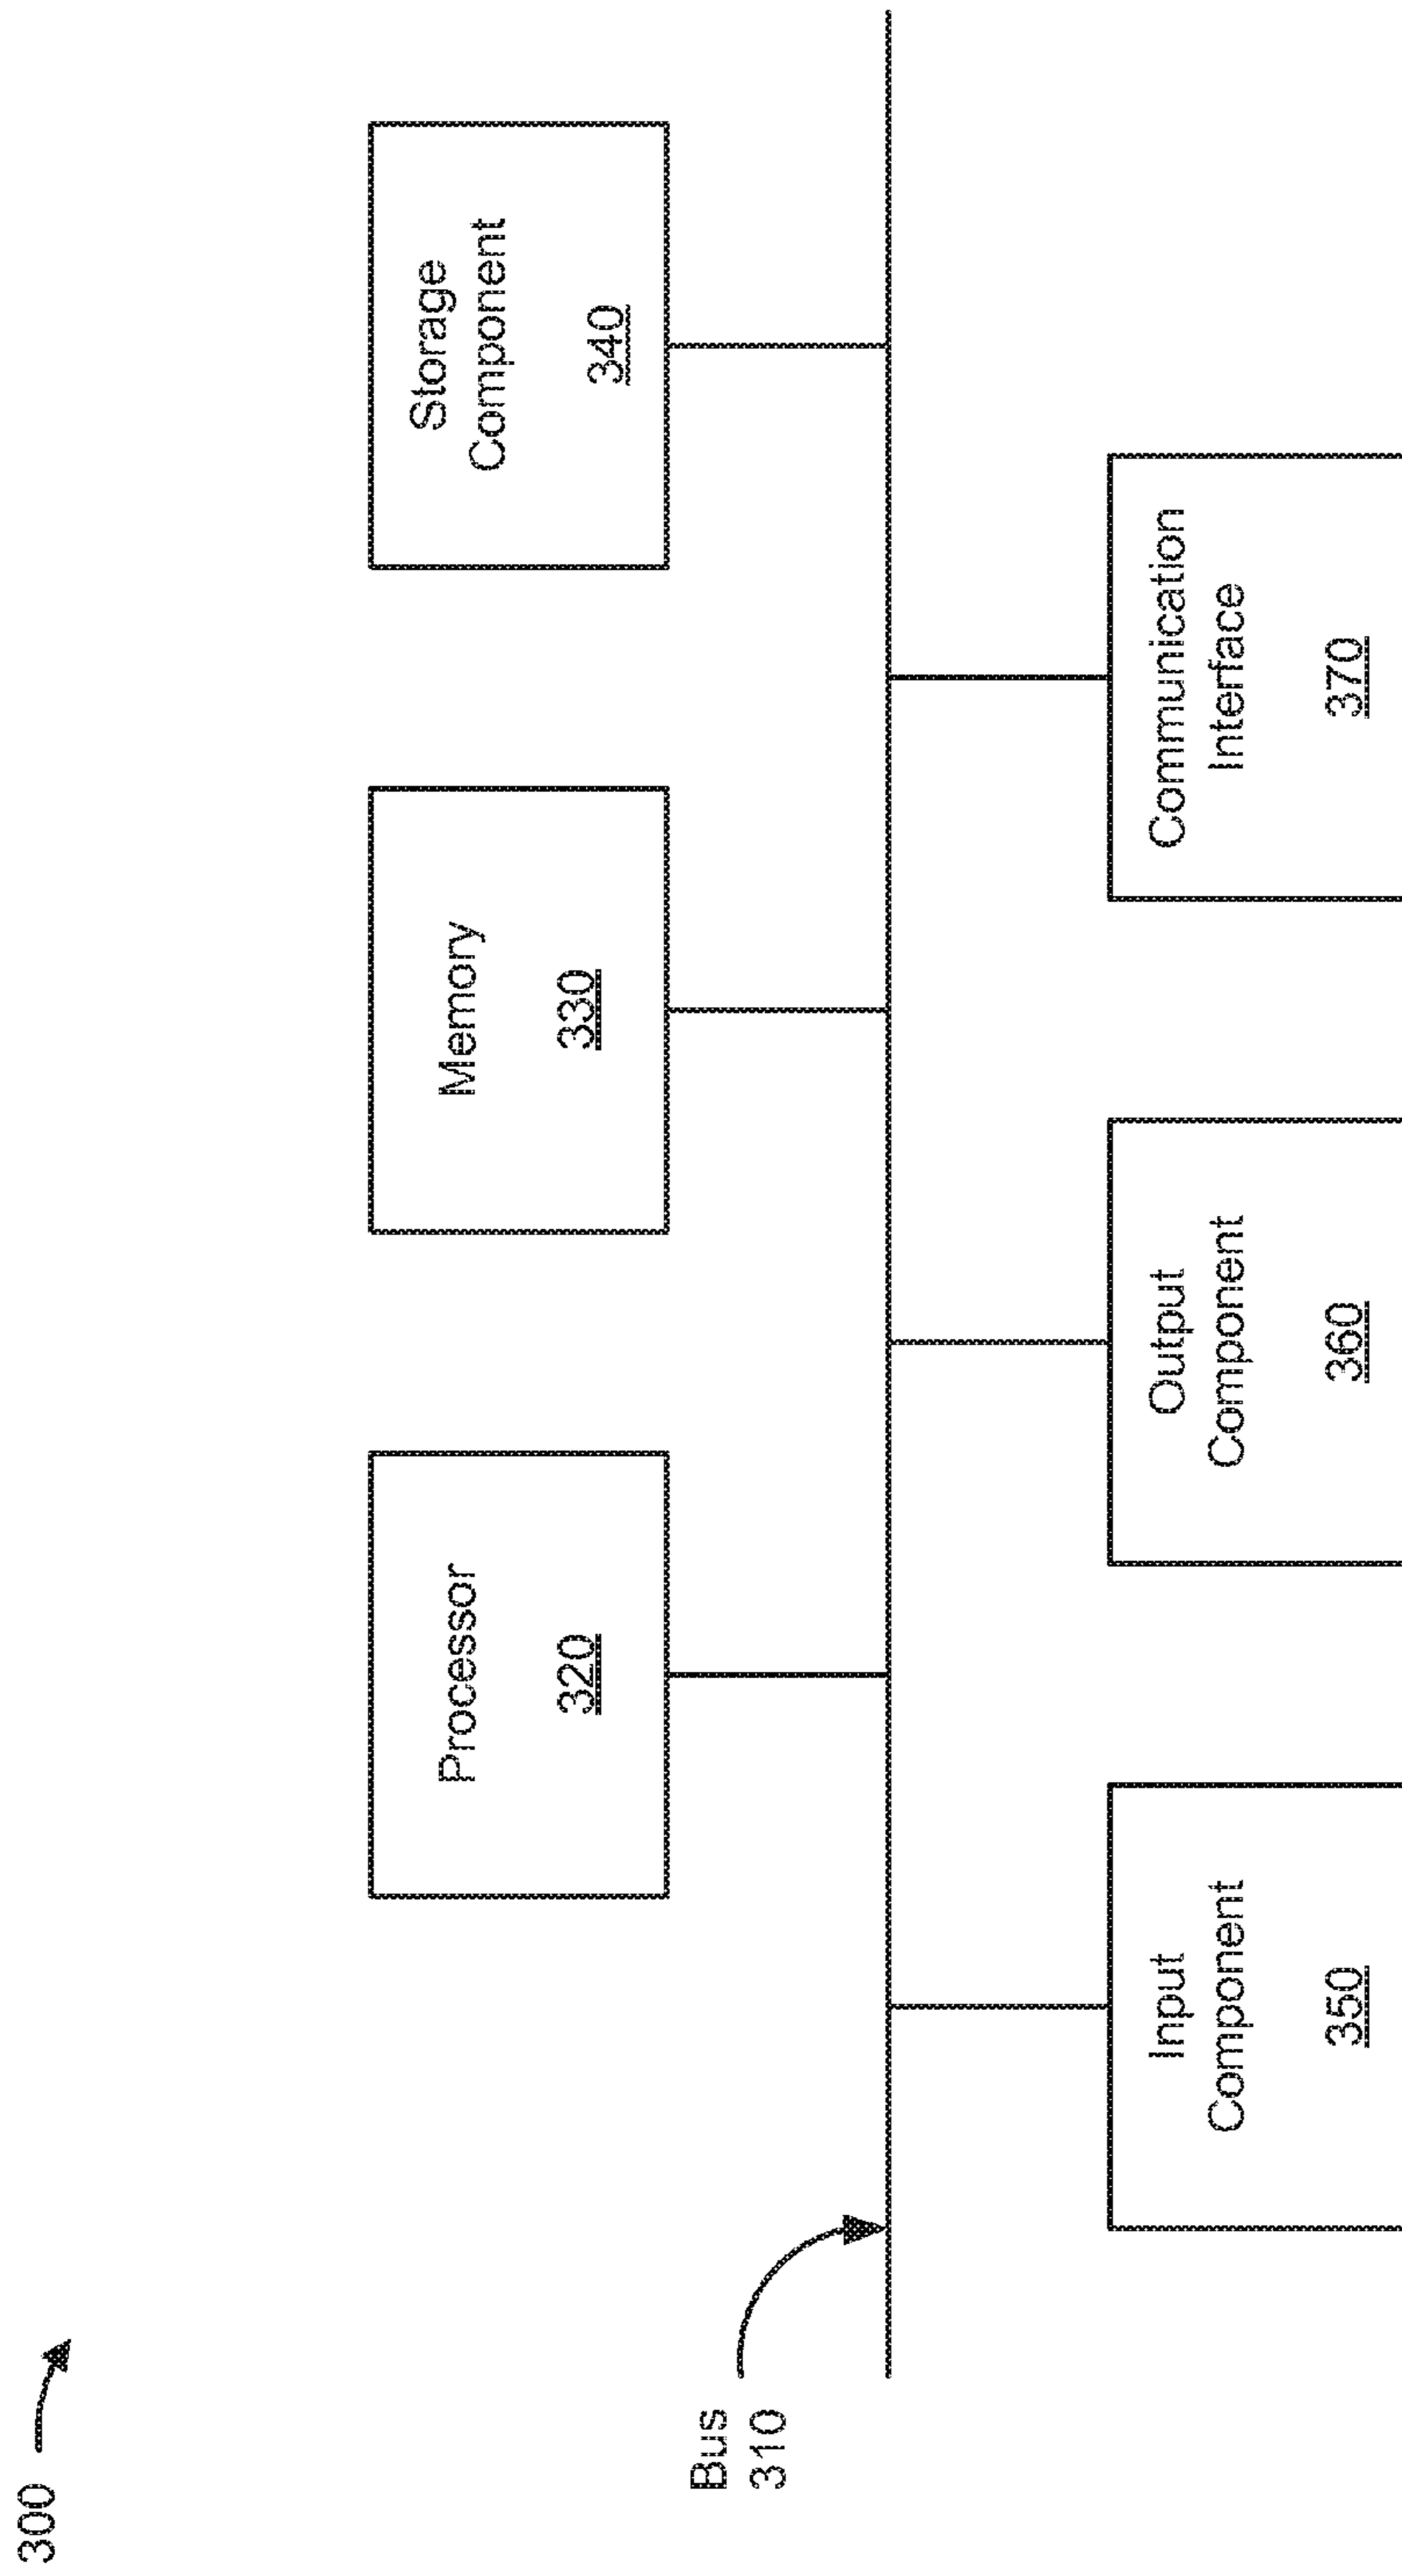 300
Bus
310
Processor
320
Memory
330
Storage
Component
340
Input
Component
350
Output
Component
360
Communication
Interface
370